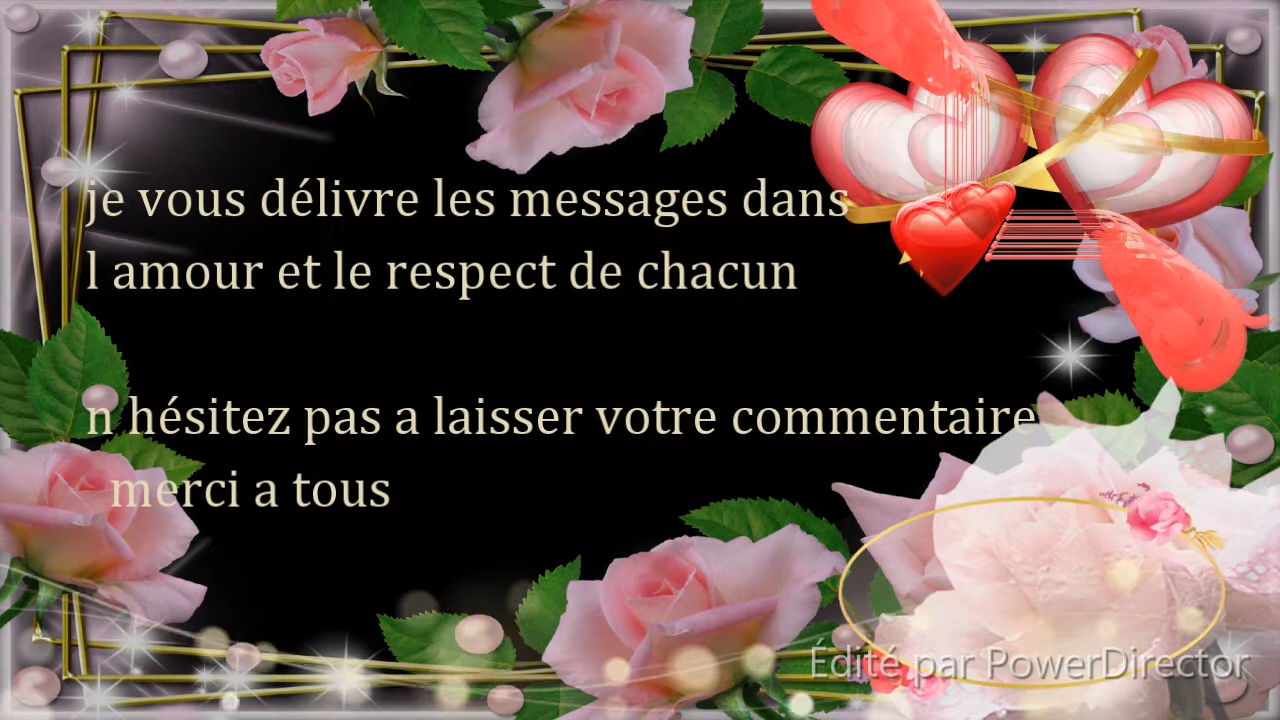 je vous délivre les messages dans
l amour et le respect de chacun
n hésitez pas a laisser votre commentaire
merci a tous
Édité par PowerDirector